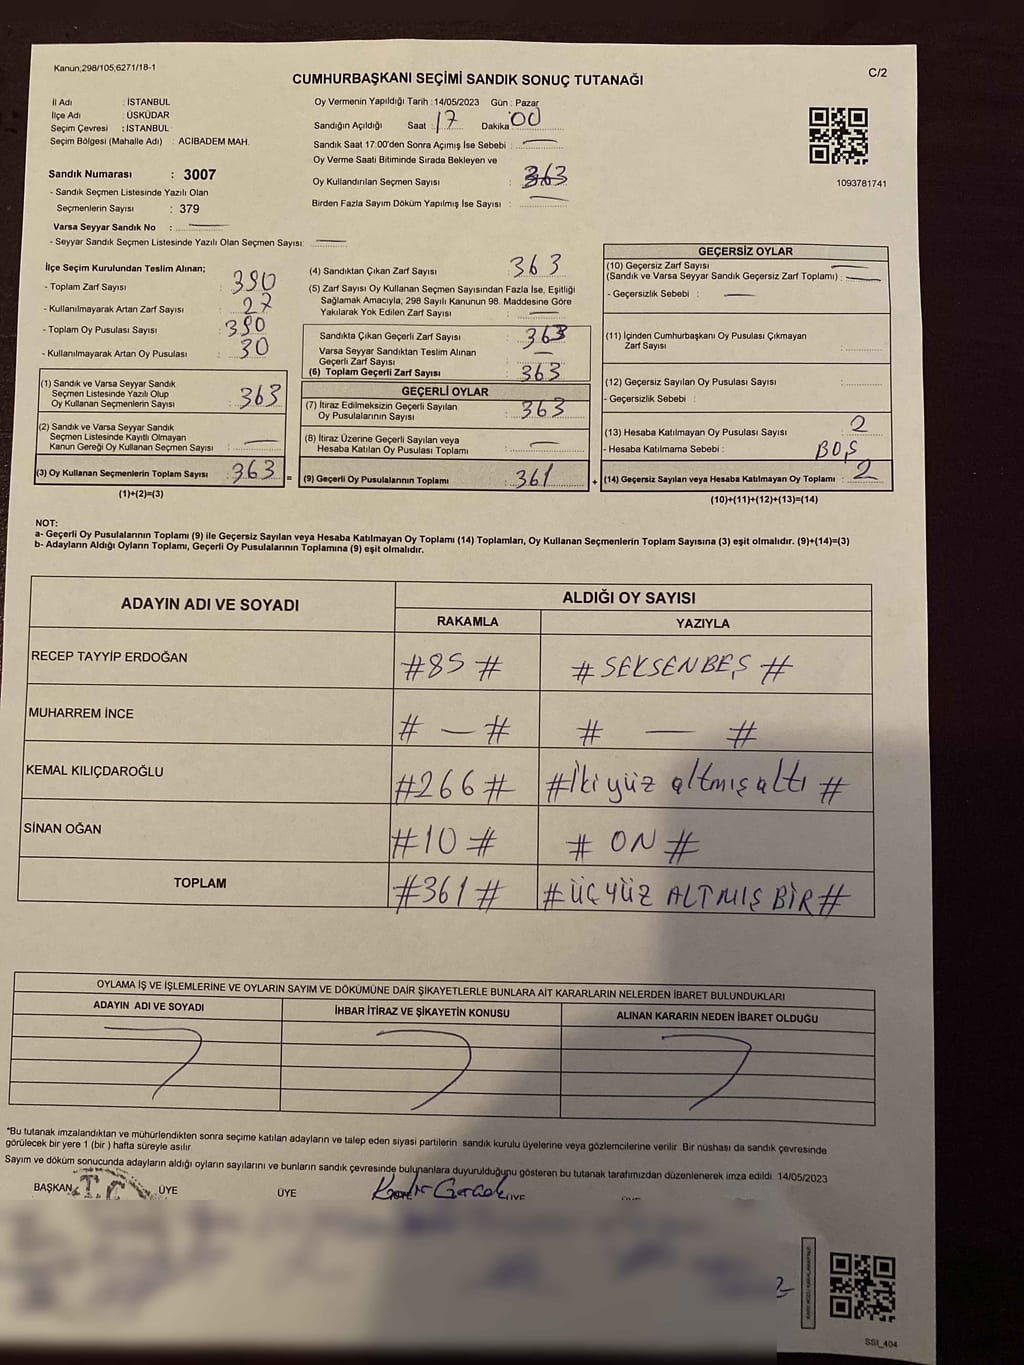 Kanun,298/105,6271/18-1
C/2
CUMHURBAŞKANI SEÇİMİ SANDIK SONUÇ TUTANAĞI
İl Adı : İSTANBUL
İlçe Adı : ÜSKÜDAR
Seçim Çevresi : İSTANBUL
Seçim Bölgesi (Mahalle Adı) : ACIBADEM MAH.
Sandık Numarası : 3007
- Sandık Seçmen Listesinde Yazılı Olan
Seçmenlerin Sayısı : 379
Varsa Seyyar Sandık No : —
- Seyyar Sandık Seçmen Listesinde Yazılı Olan Seçmen Sayısı: —
Oy Vermenin Yapıldığı Tarih :14/05/2023 Gün : Pazar
Sandığın Açıldığı Saat : 17 Dakika 00
Sandık Saat 17:00'den Sonra Açımış İse Sebebi : —
Oy Verme Saati Bitiminde Sırada Bekleyen ve
Oy Kullandırılan Seçmen Sayısı : 363
Birden Fazla Sayım Döküm Yapılmış İse Sayısı : —
1093781741
İlçe Seçim Kurulundan Teslim Alınan;
- Toplam Zarf Sayısı : 390
- Kullanılmayarak Artan Zarf Sayısı : 27
- Toplam Oy Pusulası Sayısı : 390
- Kullanılmayarak Artan Oy Pusulası : 30
(1) Sandık ve Varsa Seyyar Sandık
Seçmen Listesinde Yazılı Olup
Oy Kullanan Seçmenlerin Sayısı : 363
(2) Sandık ve Varsa Seyyar Sandık
Seçmen Listesinde Kayıtlı Olmayan
Kanun Gereği Oy Kullanan Seçmen Sayısı : —
(3) Oy Kullanan Seçmenlerin Toplam Sayısı : 363
(1)+(2)=(3)
(4) Sandıktan Çıkan Zarf Sayısı : 363
(5) Zarf Sayısı Oy Kullanan Seçmen Sayısından Fazla İse, Eşitliği
Sağlamak Amacıyla; 298 Sayılı Kanunun 98. Maddesine Göre
Yakılarak Yok Edilen Zarf Sayısı : —
Sandıkta Çıkan Geçerli Zarf Sayısı : 363
Varsa Seyyar Sandıktan Teslim Alınan
Geçerli Zarf Sayısı : —
(6) Toplam Geçerli Zarf Sayısı : 363
GEÇERLİ OYLAR
(7) İtiraz Edilmeksizin Geçerli Sayılan
Oy Pusulalarının Sayısı : 363
(8) İtiraz Üzerine Geçerli Sayılan veya
Hesaba Katılan Oy Pusulası Toplamı : —
= (9) Geçerli Oy Pusulalarının Toplamı : 361
GEÇERSİZ OYLAR
(10) Geçersiz Zarf Sayısı : —
(Sandık ve Varsa Seyyar Sandık Geçersiz Zarf Toplamı) : —
- Geçersizlik Sebebi : —
(11) İçinden Cumhurbaşkanı Oy Pusulası Çıkmayan
Zarf Sayısı :
(12) Geçersiz Sayılan Oy Pusulası Sayısı :
- Geçersizlik Sebebi :
(13) Hesaba Katılmayan Oy Pusulası Sayısı : 2
- Hesaba Katılmama Sebebi : BOŞ
+ (14) Geçersiz Sayılan veya Hesaba Katılmayan Oy Toplamı : 2
(10)+(11)+(12)+(13)=(14)
NOT:
a- Geçerli Oy Pusulalarının Toplamı (9) ile Geçersiz Sayılan veya Hesaba Katılmayan Oy Toplamı (14) Toplamları, Oy Kullanan Seçmenlerin Toplam Sayısına (3) eşit olmalıdır. (9)+(14)=(3)
b- Adayların Aldığı Oyların Toplamı, Geçerli Oy Pusulalarının Toplamına (9) eşit olmalıdır.
ADAYIN ADI VE SOYADI
ALDIĞI OY SAYISI
RAKAMLA YAZIYLA
RECEP TAYYİP ERDOĞAN #85# #SEKSENBEŞ#
MUHARREM İNCE # — # # — #
KEMAL KILIÇDAROĞLU #266# #İkiyüz altmışaltı#
SİNAN OĞAN #10# # ON #
TOPLAM #361# #ÜÇYÜZ ALTMIŞ BİR#
OYLAMA İŞ VE İŞLEMLERİNE VE OYLARIN SAYIM VE DÖKÜMÜNE DAİR ŞİKAYETLERLE BUNLARA AİT KARARLARIN NELERDEN İBARET BULUNDUKLARI
ADAYIN ADI VE SOYADI İHBAR İTİRAZ VE ŞİKAYETİN KONUSU ALINAN KARARIN NEDEN İBARET OLDUĞU
*Bu tutanak imzalandıktan ve mühürlendikten sonra seçime katılan adayların ve talep eden siyasi partilerin sandık kurulu üyelerine veya gözlemcilerine verilir. Bir nüshası da sandık çevresinde
görülecek bir yere 1 (bir) hafta süreyle asılır.
Sayım ve döküm sonucunda adayların aldığı oyların sayılarını ve bunların sandık çevresinde bulunanlara duyurulduğunu gösteren bu tutanak tarafımızdan düzenlenerek imza edildi. 14/05/2023
BAŞKAN T.C ÜYE ÜYE
SSI_404